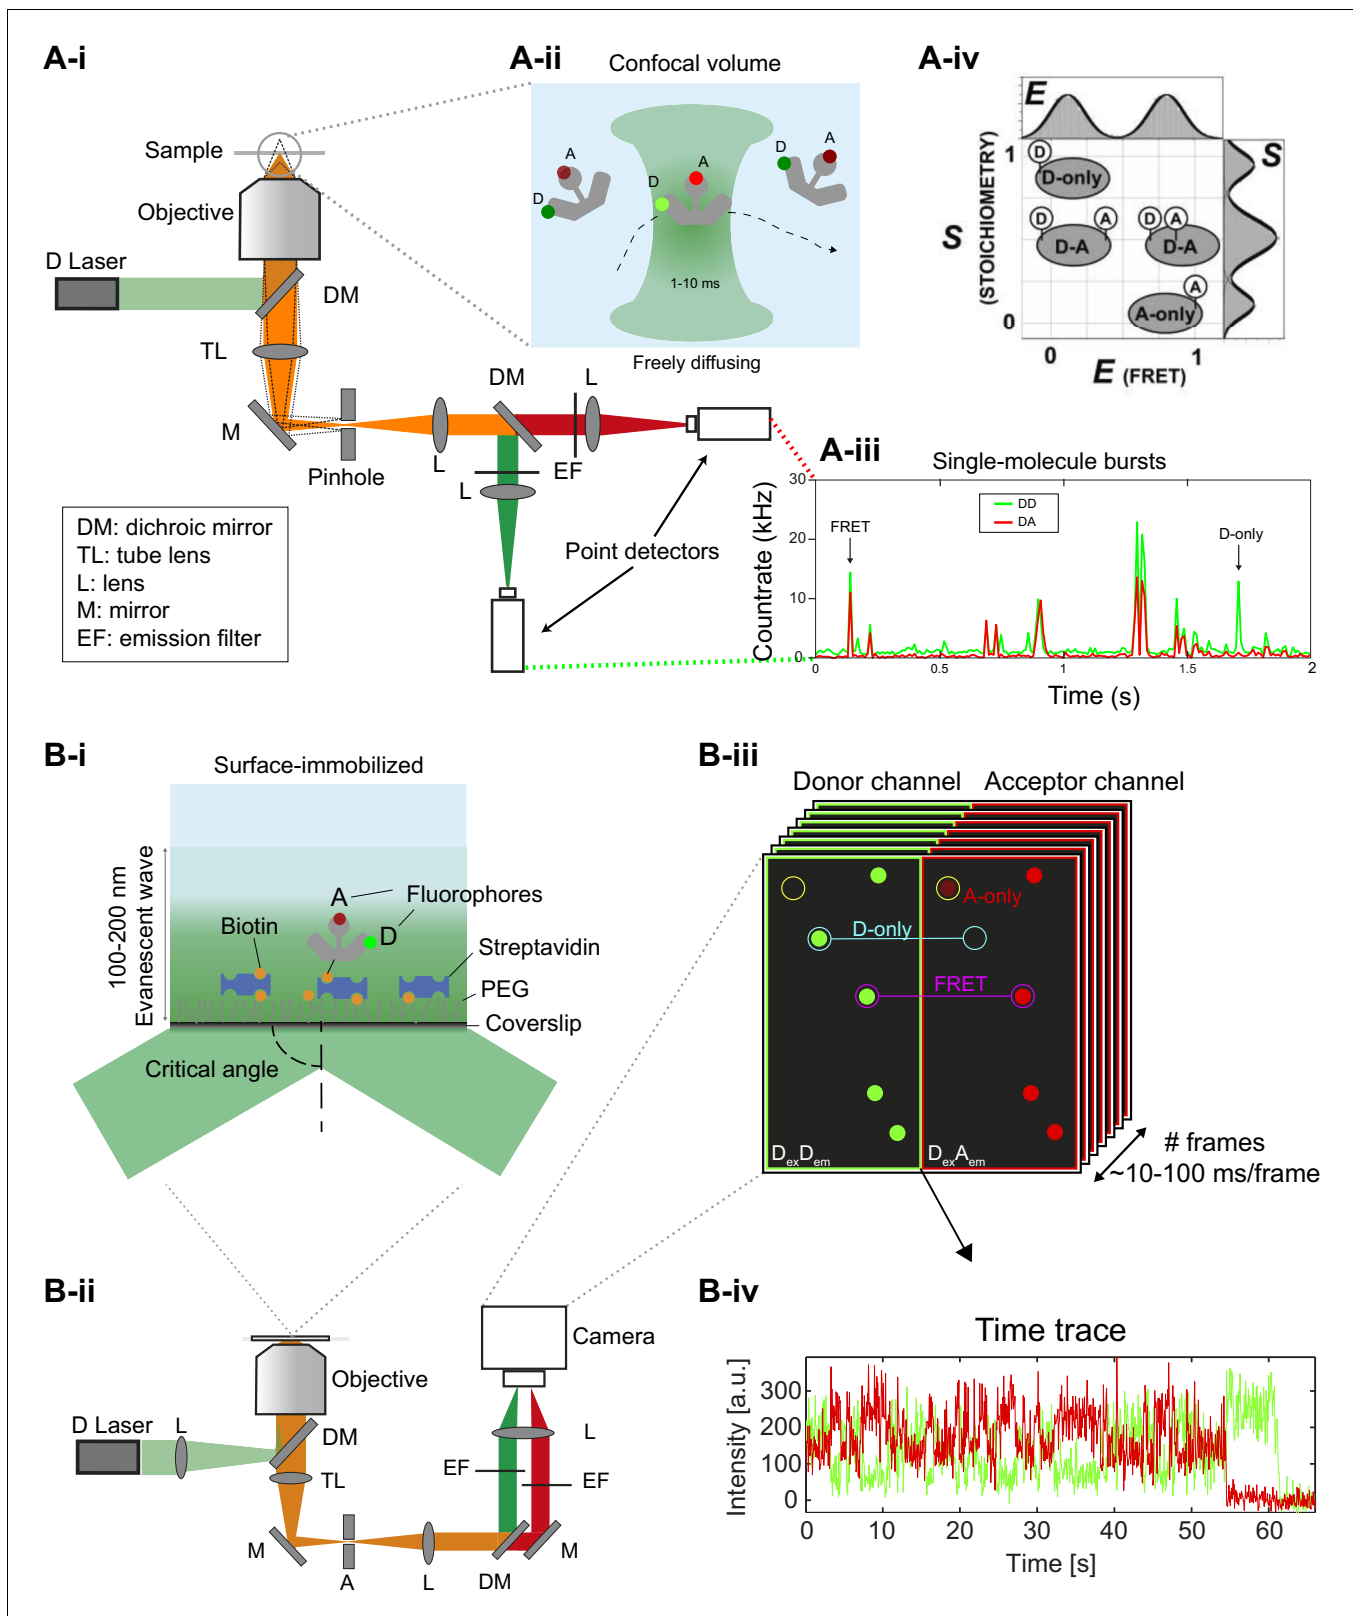 A-i
Sample
Objective
D Laser
DM
TL
M
Pinhole
L
DM
L
EF
L
Point detectors
DM: dichroic mirror
TL: tube lens
L: lens
M: mirror
EF: emission filter
A-ii
Confocal volume
A
D
A
D
A
D
1-10 ms
Freely diffusing
A-iv
E
S
1
0
S
(STOICHIOMETRY)
D
D-only
D
A
D-A
D
A
D-A
A
A-only
0
1
E (FRET)
A-iii
Single-molecule bursts
Countrate (kHz)
30
20
10
0
DD
DA
FRET
D-only
0
0.5
1
1.5
2
Time (s)
B-i
Surface-immobilized
100-200 nm
Evanescent wave
A
Fluorophores
D
Biotin
Streptavidin
PEG
Coverslip
Critical angle
B-ii
Objective
D Laser
L
DM
TL
M
A
L
DM
M
EF
EF
L
Camera
B-iii
Donor channel
Acceptor channel
A-only
D-only
FRET
DexDem
DexAem
# frames
~10-100 ms/frame
B-iv
Time trace
Intensity [a.u.]
300
200
100
0
0
10
20
30
40
50
60
Time [s]